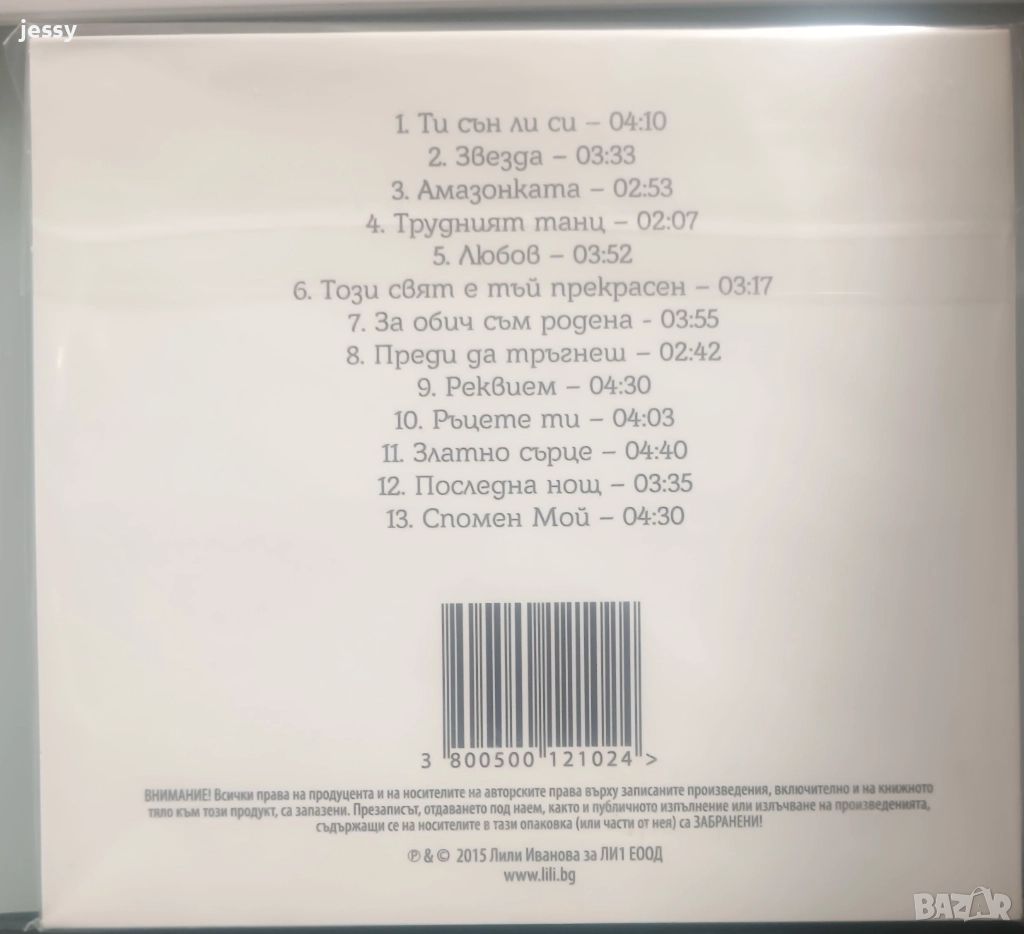 jessy
1. Ти сън ли си – 04:10
2. Звезда – 03:33
3. Амазонката – 02:53
4. Трудният танц – 02:07
5. Любов – 03:52
6. Този свят е тъй прекрасен – 03:17
7. За обич съм родена - 03:55
8. Преди да тръгнеш – 02:42
9. Реквием – 04:30
10. Ръцете ти – 04:03
11. Златно сърце – 04:40
12. Последна нощ – 03:35
13. Спомен Мой – 04:30
3 800500 121024 >
ВНИМАНИЕ! Всички права на продуцента и на носителите на авторските права върху записаните произведения, включително и на книжното
тяло към този продукт, са запазени. Презаписът, отдаването под наем, както и публичното изпълнение или излъчване на произведенията,
съдържащи се на носителите в тази опаковка (или части от нея) са ЗАБРАНЕНИ!
℗ & © 2015 Лили Иванова за ЛИ1 ЕООД
www.lili.bg
BAZAR